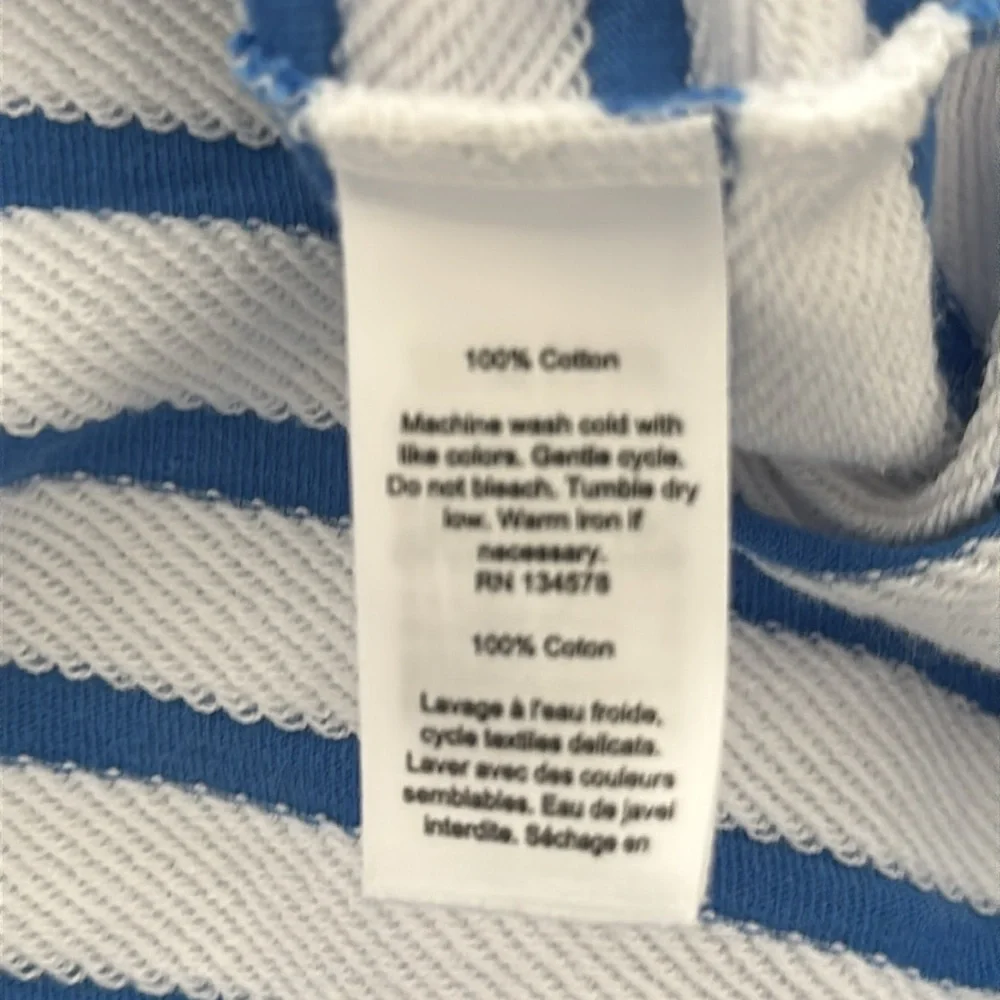 100% Cotton
Machine wash cold with
like colors. Gentle cycle.
Do not bleach. Tumble dry
low. Warm iron if
necessary.
RN 134578
100% Coton
Lavage à l'eau froide,
cycle textiles delicats.
Laver avec des couleurs
semblables. Eau de javel
interdite. Séchage en